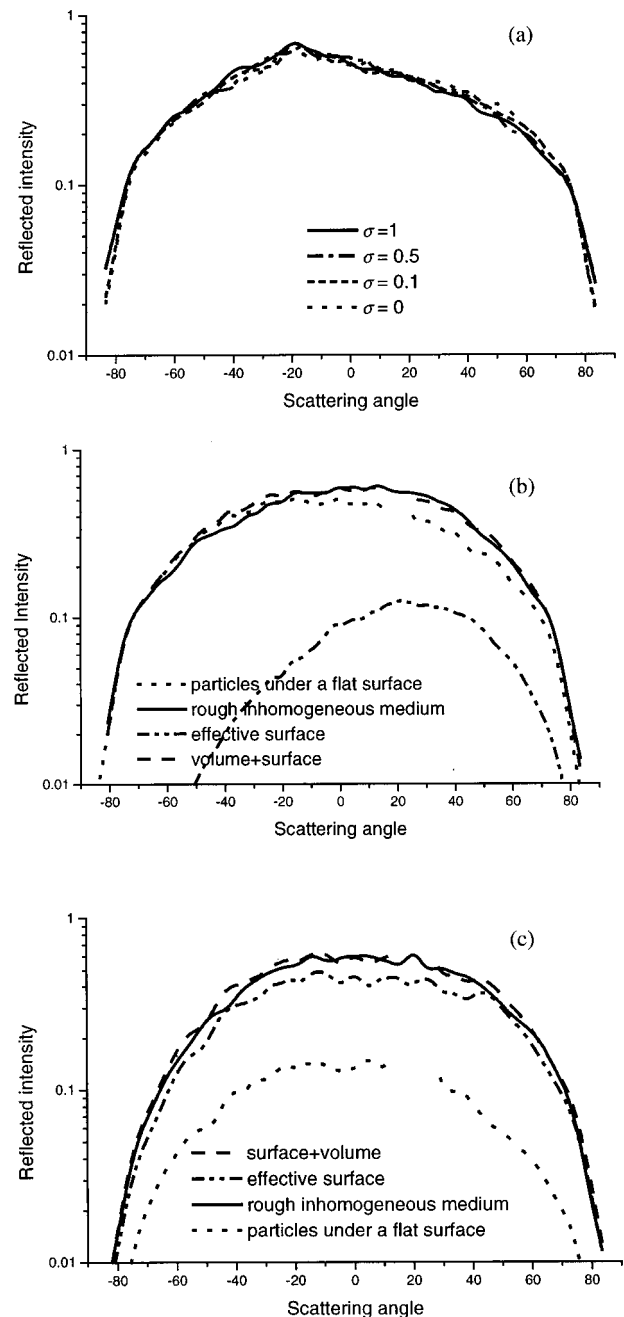 (a)
1
0.1
0.01
Reflected intensity
σ=1
σ= 0.5
σ= 0.1
σ= 0
-80 -60 -40 -20 0 20 40 60 80
Scattering angle
(b)
1
0.1
0.01
Reflected Intensity
particles under a flat surface
rough inhomogeneous medium
effective surface
volume+surface
-80 -60 -40 -20 0 20 40 60 80
Scattering angle
(c)
1
0.1
0.01
Reflected intensity
surface+volume
effective surface
rough inhomogeneous medium
particles under a flat surface
-80 -60 -40 -20 0 20 40 60 80
Scattering angle